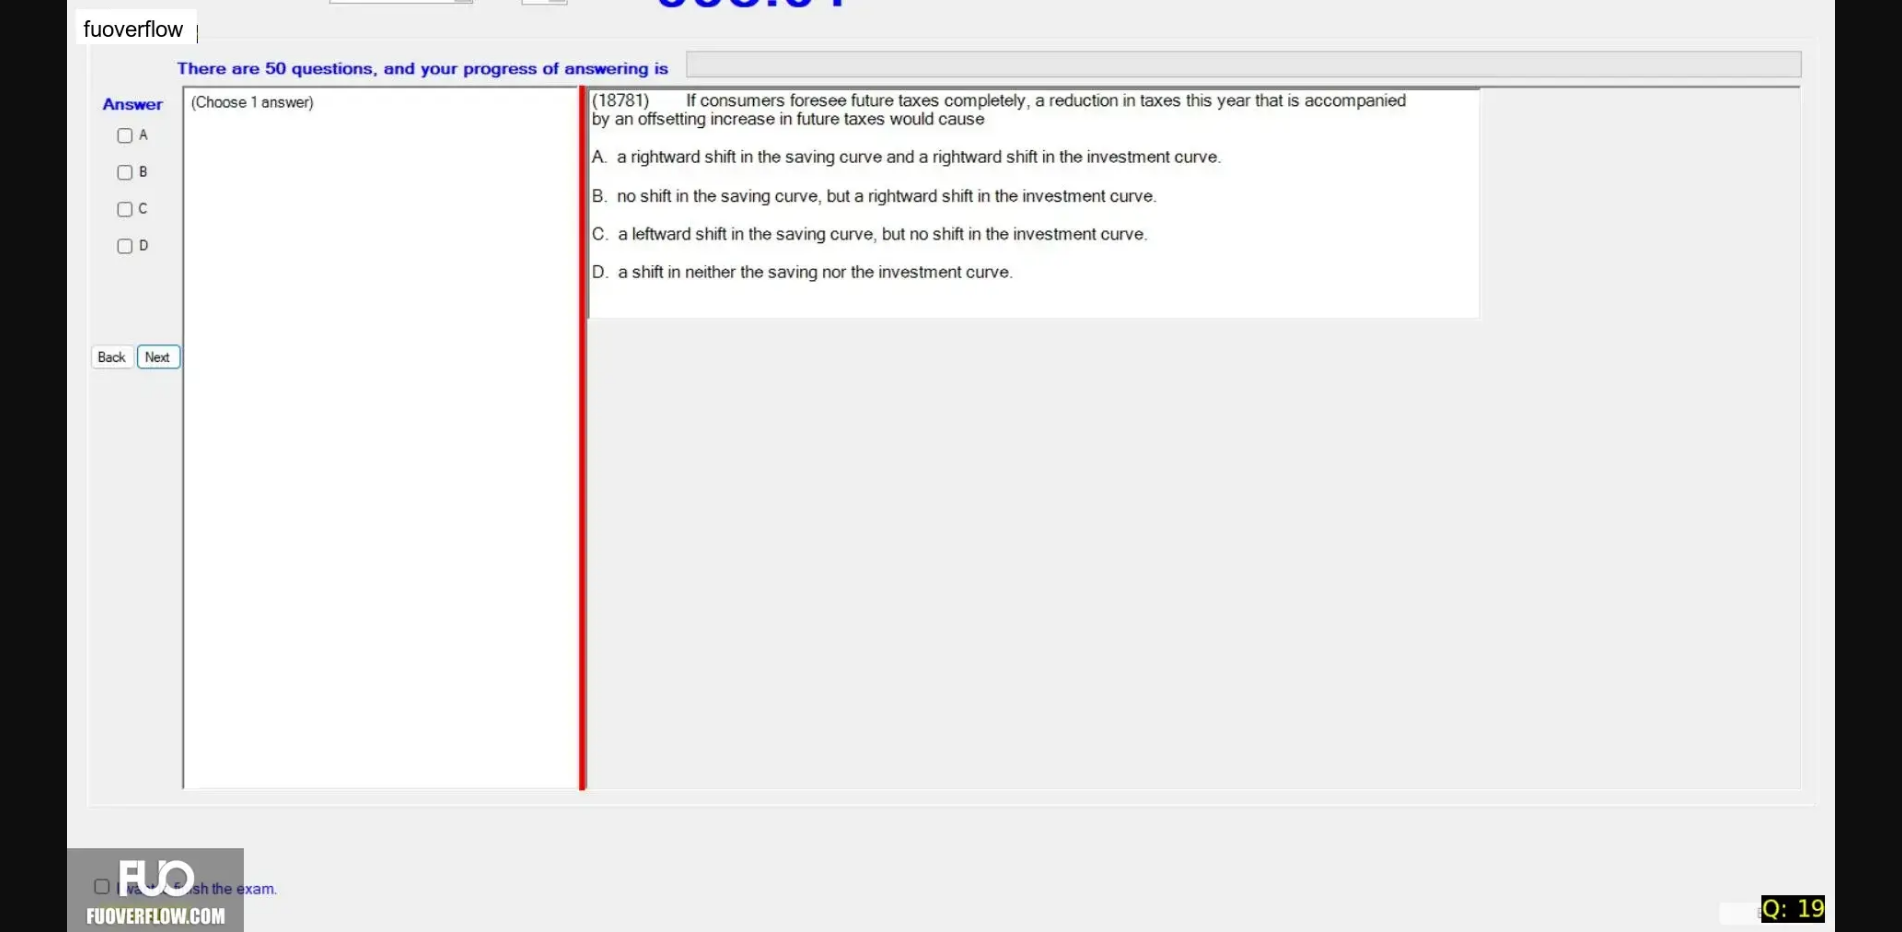 fuoverflow
There are 50 questions, and your progress of answering is
Answer
(Choose 1 answer)
A
B
C
D
Back
Next
(18781) If consumers foresee future taxes completely, a reduction in taxes this year that is accompanied
by an offsetting increase in future taxes would cause
A. a rightward shift in the saving curve and a rightward shift in the investment curve.
B. no shift in the saving curve, but a rightward shift in the investment curve.
C. a leftward shift in the saving curve, but no shift in the investment curve.
D. a shift in neither the saving nor the investment curve.
the exam.
FUO
FUOVERFLOW.COM
Q: 19